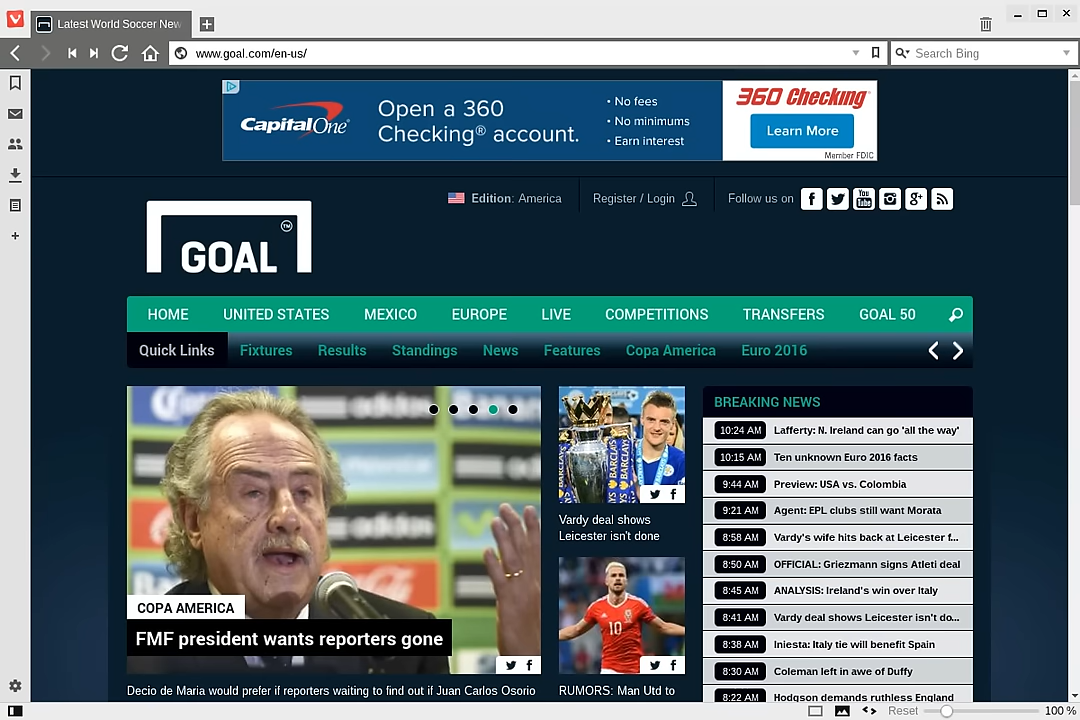 Latest World Soccer New
www.goal.com/en-us/
Search Bing
CapitalOne
Open a 360
Checking® account.
• No fees
• No minimums
• Earn interest
360 Checking
Learn More
Member FDIC
Edition: America
Register / Login
Follow us on
You
Tube
g+
GOAL
TM
HOME
UNITED STATES
MEXICO
EUROPE
LIVE
COMPETITIONS
TRANSFERS
GOAL 50
Quick Links
Fixtures
Results
Standings
News
Features
Copa America
Euro 2016
adidas
adidas
COPA AMERICA
FMF president wants reporters gone
Decio de Maria would prefer if reporters waiting to find out if Juan Carlos Osorio
BARCLAYS
BARCLAYS
Vardy deal shows
Leicester isn't done
10
RUMORS: Man Utd to
BREAKING NEWS
10:24 AM Lafferty: N. Ireland can go 'all the way'
10:15 AM Ten unknown Euro 2016 facts
9:44 AM Preview: USA vs. Colombia
9:21 AM Agent: EPL clubs still want Morata
8:58 AM Vardy's wife hits back at Leicester f...
8:50 AM OFFICIAL: Griezmann signs Atleti deal
8:45 AM ANALYSIS: Ireland's win over Italy
8:41 AM Vardy deal shows Leicester isn't do...
8:38 AM Iniesta: Italy tie will benefit Spain
8:30 AM Coleman left in awe of Duffy
8:22 AM Hodgson demands ruthless England
Reset
100 %